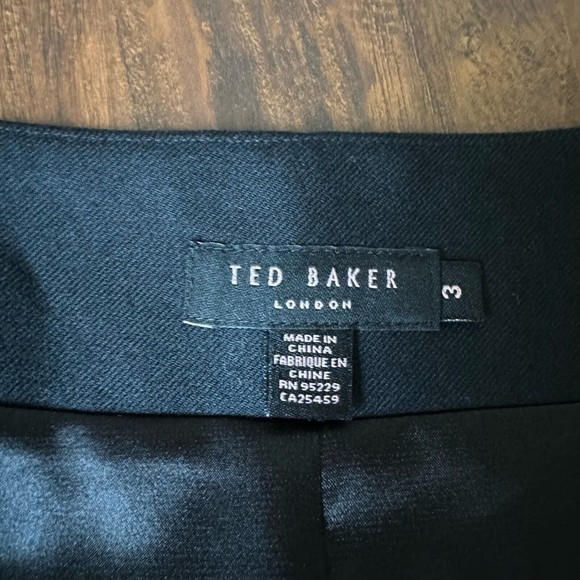 TED BAKER
LONDON
3
MADE IN
CHINA
FABRIQUE EN
CHINE
RN 95229
CA25459